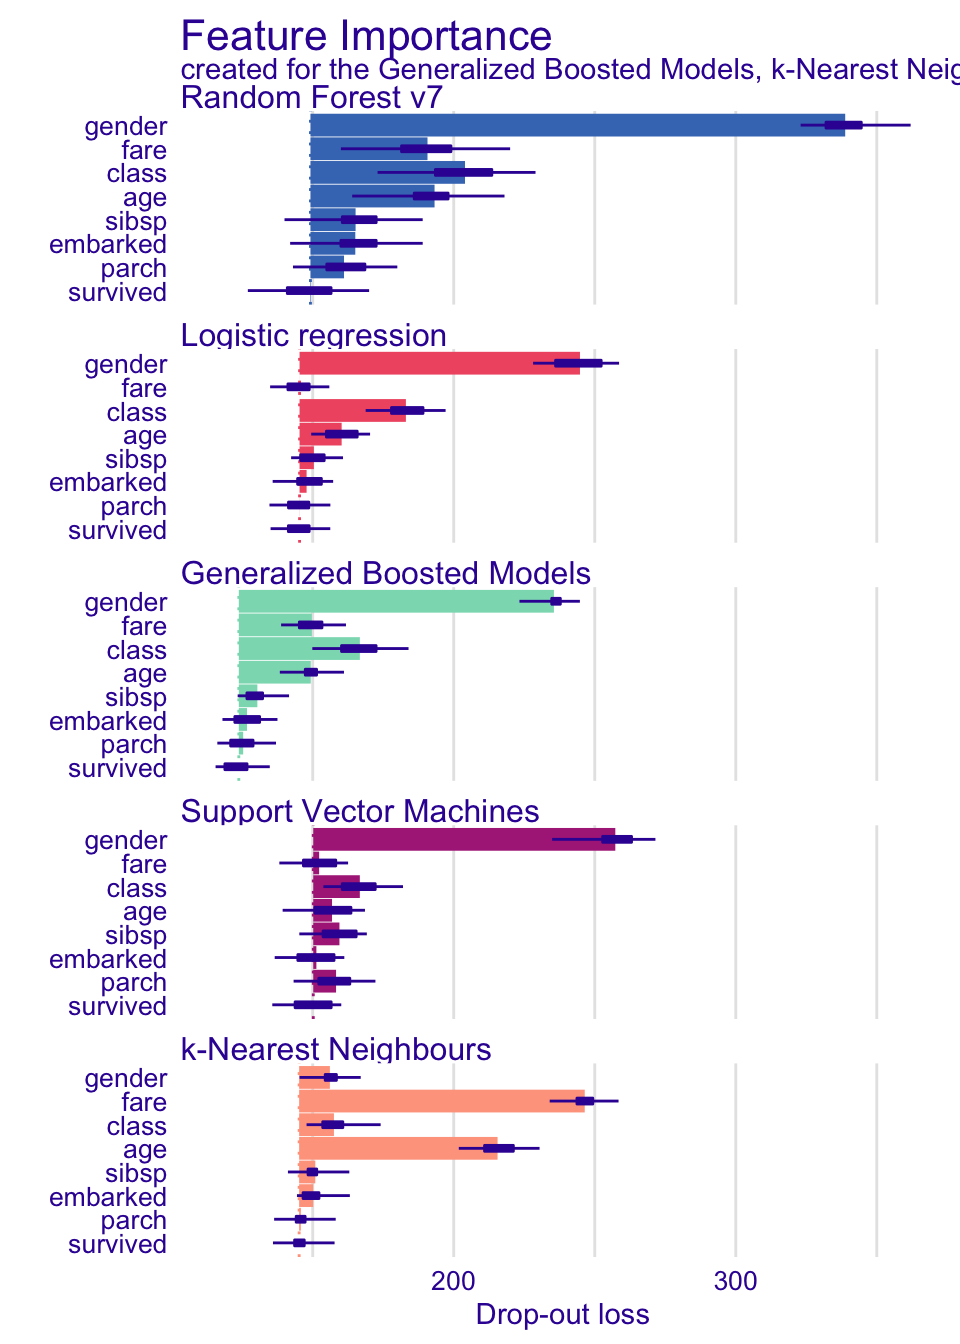 Feature Importance
created for the Generalized Boosted Models, k-Nearest Neig
Random Forest v7
gender
fare
class
age
sibsp
embarked
parch
survived
Logistic regression
gender
fare
class
age
sibsp
embarked
parch
survived
Generalized Boosted Models
gender
fare
class
age
sibsp
embarked
parch
survived
Support Vector Machines
gender
fare
class
age
sibsp
embarked
parch
survived
k-Nearest Neighbours
gender
fare
class
age
sibsp
embarked
parch
survived
200 300
Drop-out loss